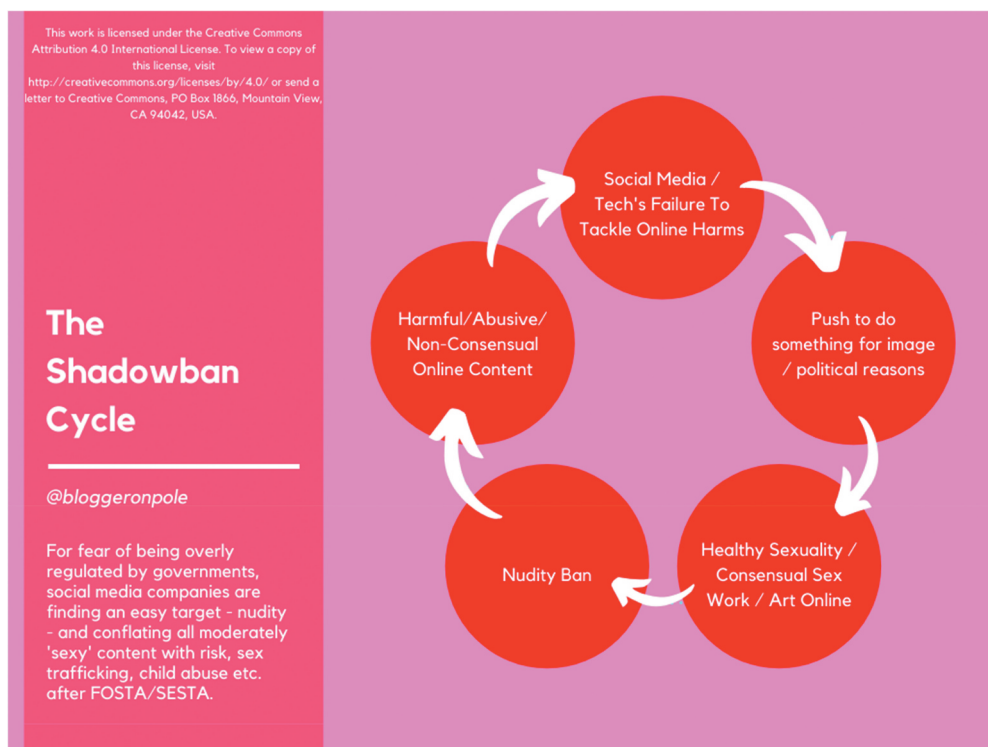 This work is licensed under the Creative Commons
Attribution 4.0 International License. To view a copy of
this license, visit
http://creativecommons.org/licenses/by/4.0/ or send a
letter to Creative Commons, PO Box 1866, Mountain View,
CA 94042, USA.
The
Shadowban
Cycle
@bloggeronpole
For fear of being overly
regulated by governments,
social media companies are
finding an easy target - nudity
- and conflating all moderately
'sexy' content with risk, sex
trafficking, child abuse etc.
after FOSTA/SESTA.
Social Media /
Tech's Failure To
Tackle Online Harms
Push to do
something for image
/ political reasons
Healthy Sexuality /
Consensual Sex
Work / Art Online
Nudity Ban
Harmful/Abusive/
Non-Consensual
Online Content